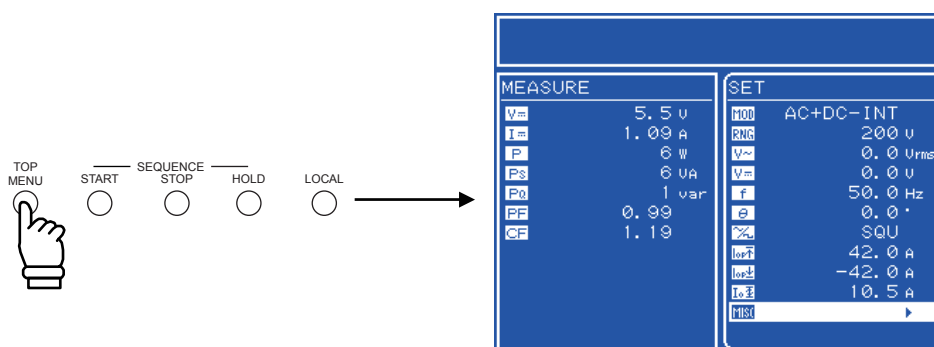 TOP
MENU
SEQUENCE
START
STOP
HOLD
LOCAL
MEASURE
V= 5.5 V
I= 1.09 A
P 6 W
PS 6 VA
PQ 1 var
PF 0.99
CF 1.19
SET
MOD AC+DC-INT
RNG 200 V
V~ 0.0 Vrms
V= 0.0 V
f 50.0 Hz
θ 0.0°
SQU
42.0 A
-42.0 A
10.5 A
MISC